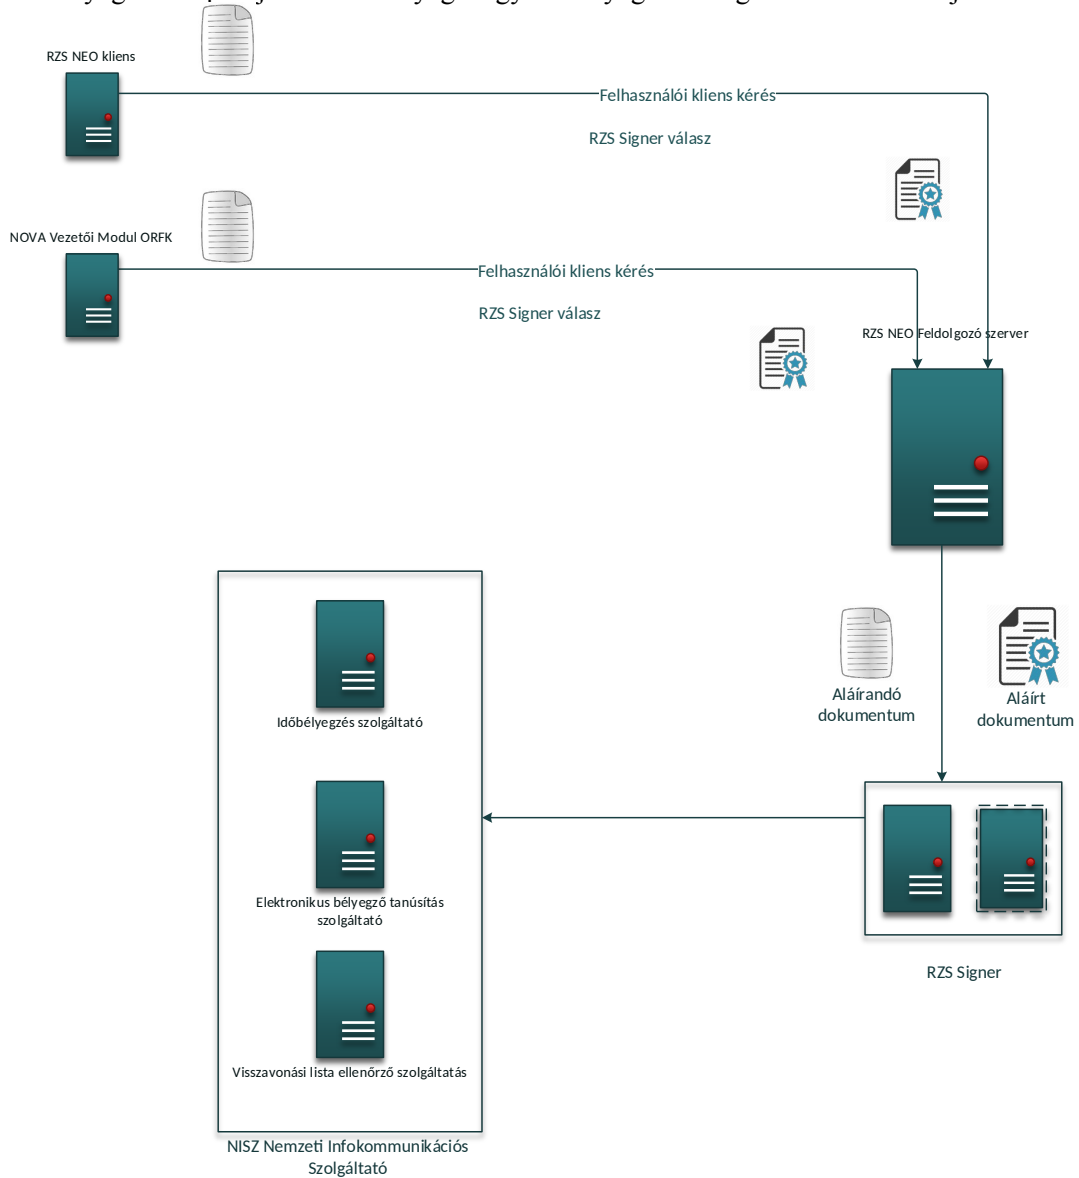 RZS NEO kliens
Felhasználói kliens kérés
RZS Signer válasz
NOVA Vezetői Modul ORFK
Felhasználói kliens kérés
RZS Signer válasz
RZS NEO Feldolgozó szerver
Aláírandó
dokumentum
Aláírt
dokumentum
Időbélyegzés szolgáltató
Elektronikus bélyegző tanúsítás
szolgáltató
RZS Signer
Visszavonási lista ellenőrző szolgáltatás
NISZ Nemzeti Infokommunikációs
Szolgáltató